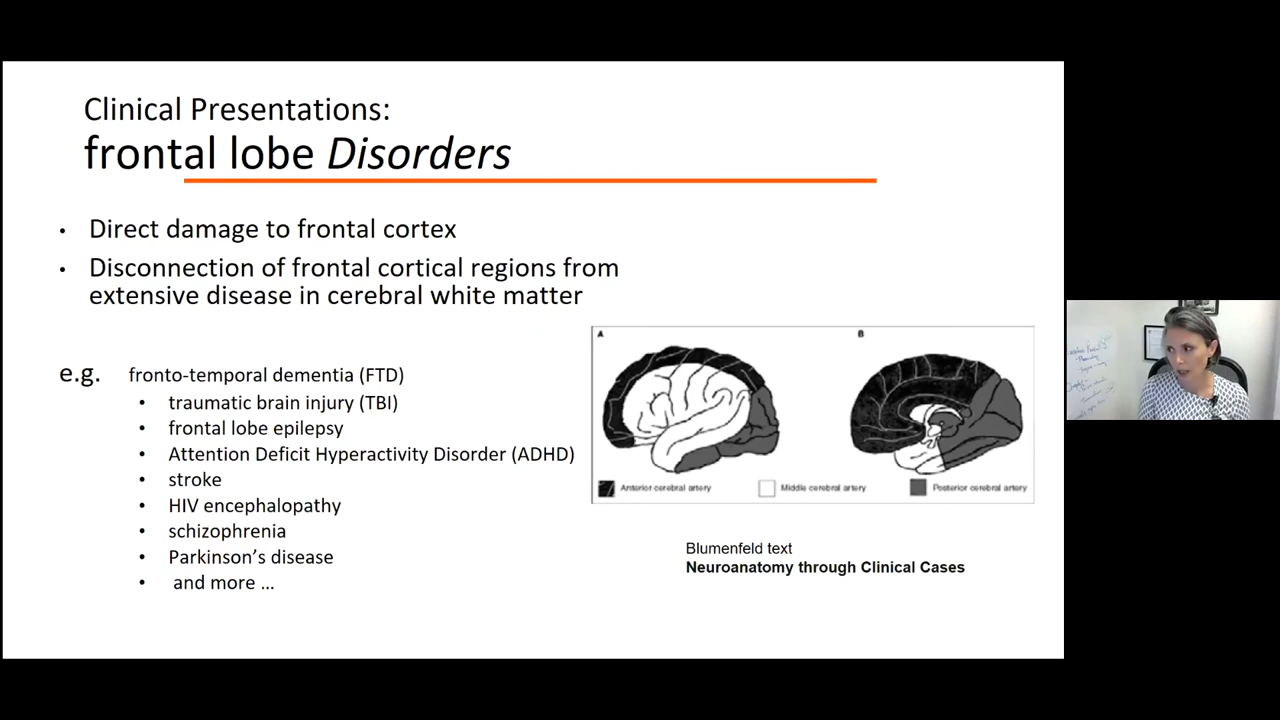 Clinical Presentations:
frontal lobe Disorders
• Direct damage to frontal cortex
• Disconnection of frontal cortical regions from
extensive disease in cerebral white matter
e.g. fronto-temporal dementia (FTD)
• traumatic brain injury (TBI)
• frontal lobe epilepsy
• Attention Deficit Hyperactivity Disorder (ADHD)
• stroke
• HIV encephalopathy
• schizophrenia
• Parkinson's disease
• and more ...
A B
Anterior cerebral artery Middle cerebral artery Posterior cerebral artery
Blumenfeld text
Neuroanatomy through Clinical Cases